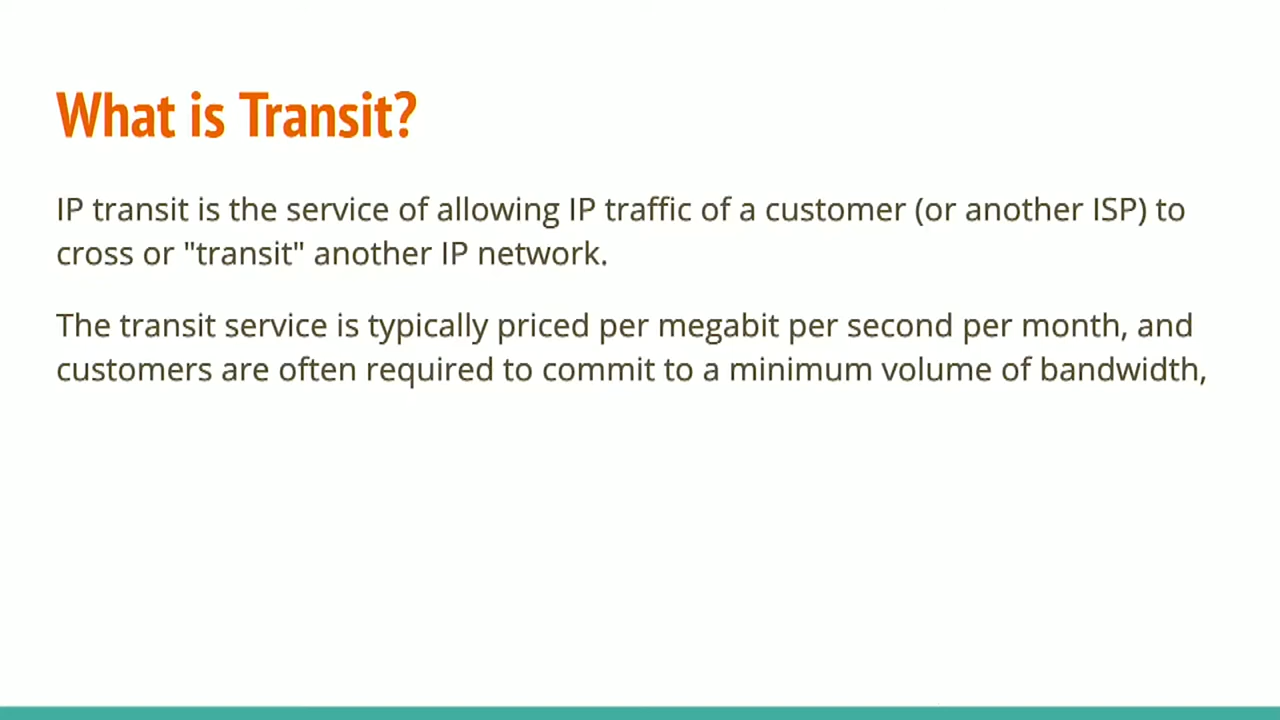 What is Transit?
IP transit is the service of allowing IP traffic of a customer (or another ISP) to
cross or "transit" another IP network.
The transit service is typically priced per megabit per second per month, and
customers are often required to commit to a minimum volume of bandwidth,